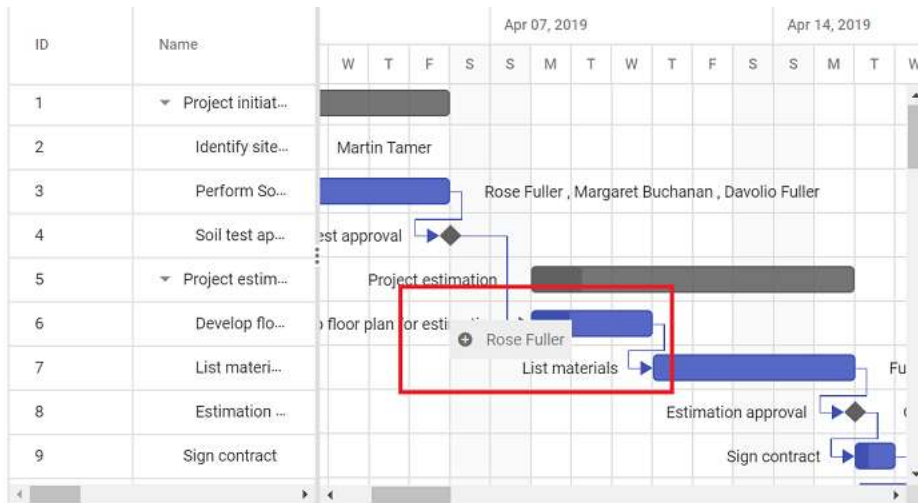 Apr 07, 2019 Apr 14, 2019
ID Name
W T F S S M T W T F S S M T W
1 Project initiat...
2 Identify site... Martin Tamer
3 Perform So... Rose Fuller , Margaret Buchanan , Davolio Fuller
4 Soil test ap... est approval
5 Project estim... Project estimation
6 Develop flo... floor plan for esti
Rose Fuller
7 List materi... List materials Fu
8 Estimation ... Estimation approval
9 Sign contract Sign contract